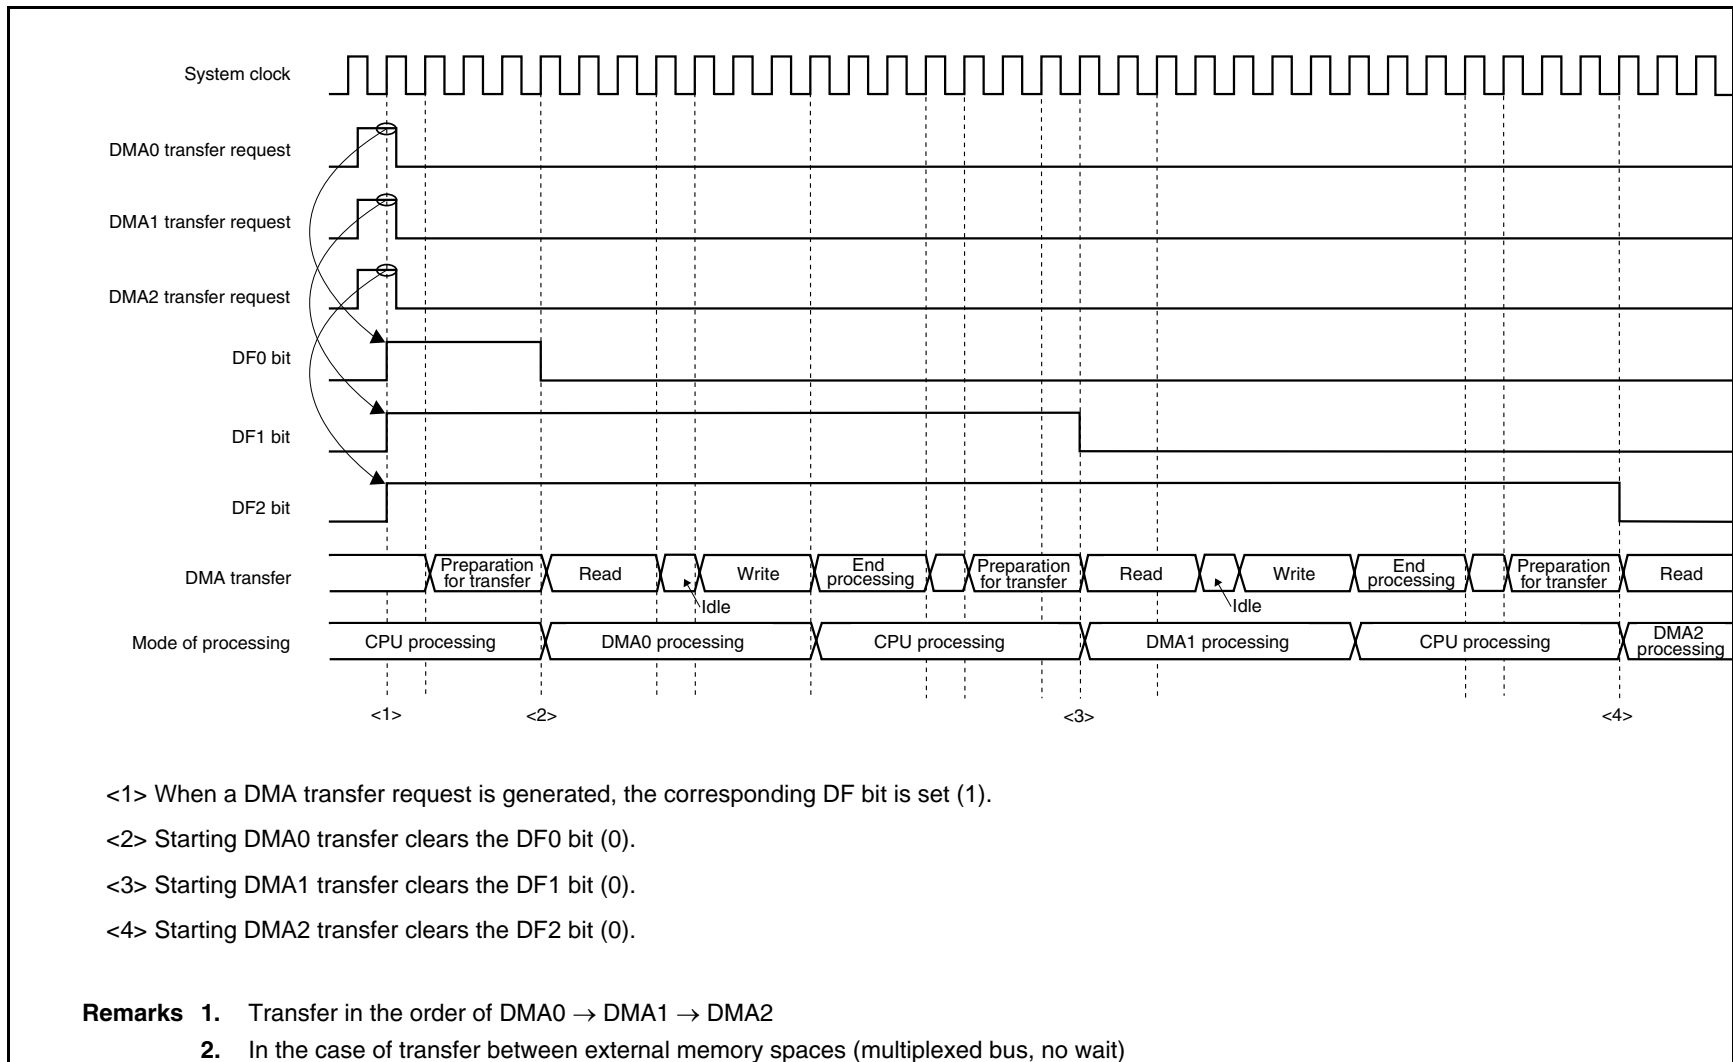 System clock
DMA0 transfer request
DMA1 transfer request
DMA2 transfer request
DF0 bit
DF1 bit
DF2 bit
DMA transfer
Preparation
for transfer
Read
Idle
Write
End
processing
Preparation
for transfer
Read
Idle
Write
End
processing
Preparation
for transfer
Read
Mode of processing
CPU processing
DMA0 processing
CPU processing
DMA1 processing
CPU processing
DMA2
processing
<1>
<2>
<3>
<4>
<1> When a DMA transfer request is generated, the corresponding DF bit is set (1).
<2> Starting DMA0 transfer clears the DF0 bit (0).
<3> Starting DMA1 transfer clears the DF1 bit (0).
<4> Starting DMA2 transfer clears the DF2 bit (0).
Remarks 1. Transfer in the order of DMA0 → DMA1 → DMA2
2. In the case of transfer between external memory spaces (multiplexed bus, no wait)